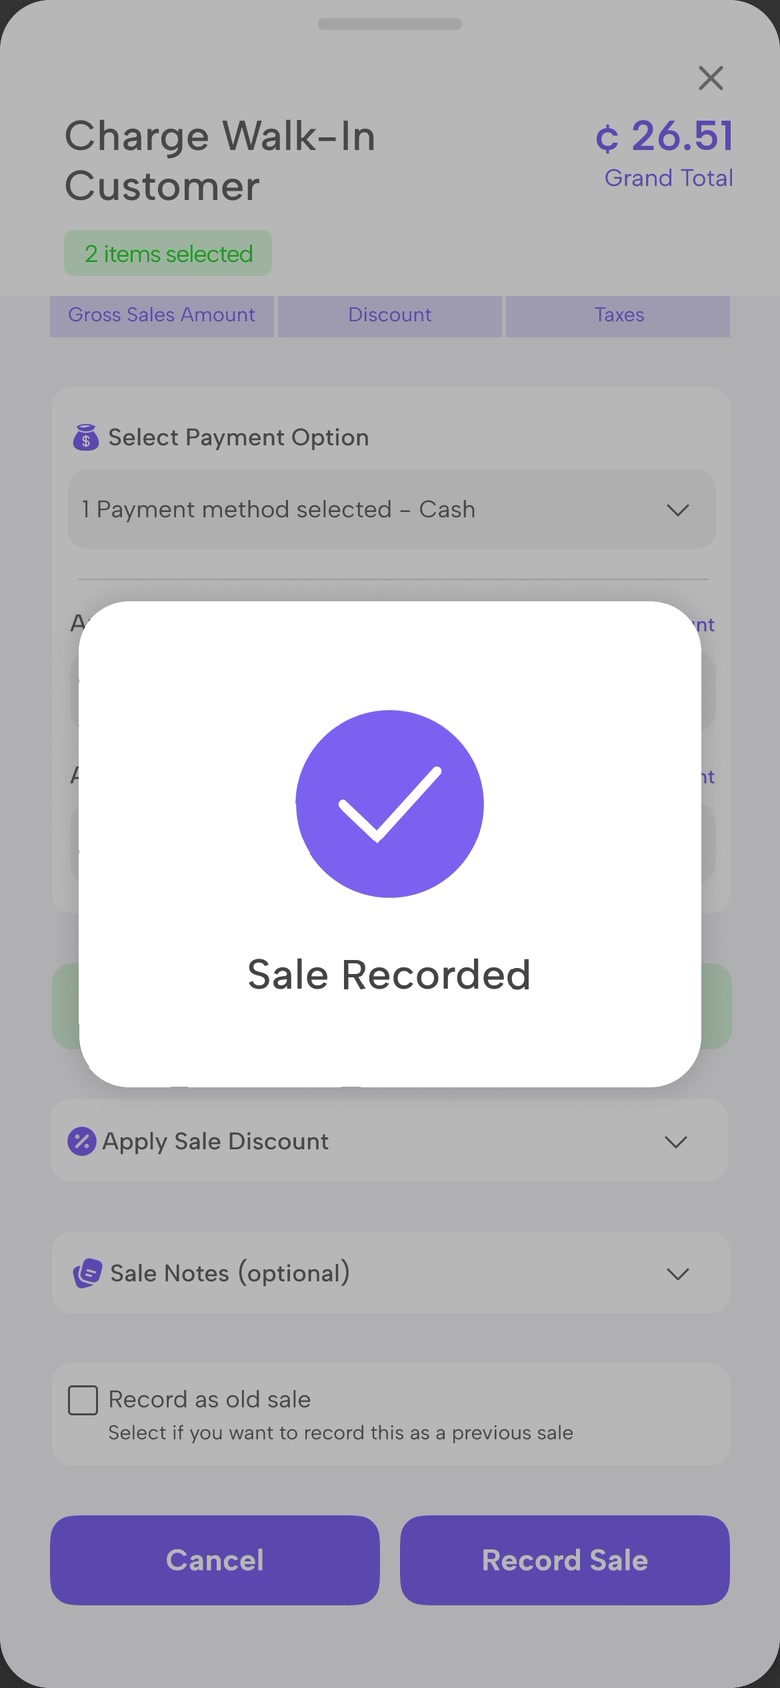 Charge Walk-In
Customer
₵ 26.51
Grand Total
2 items selected
Gross Sales Amount
Discount
Taxes
Select Payment Option
1 Payment method selected - Cash
Sale Recorded
Apply Sale Discount
Sale Notes (optional)
Record as old sale
Select if you want to record this as a previous sale
Cancel
Record Sale